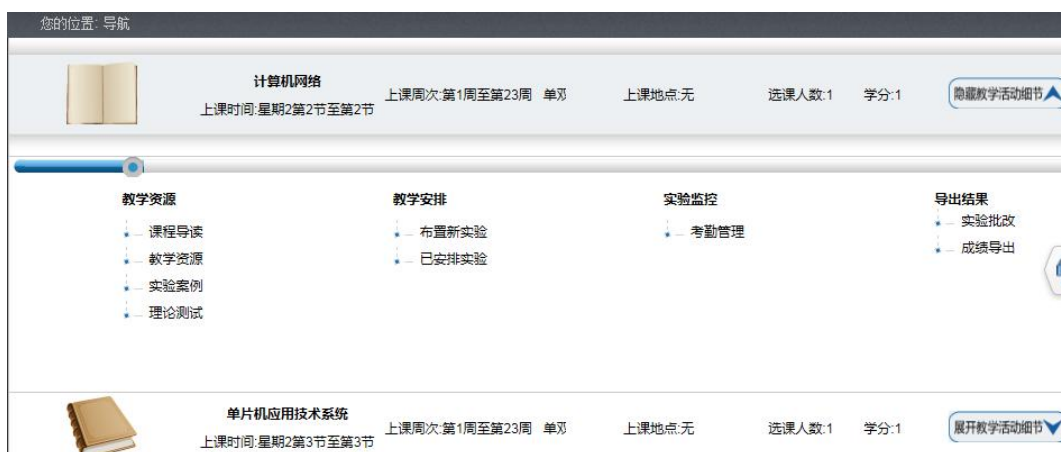 您的位置: 导航
计算机网络
上课时间:星期2第2节至第2节
上课周次:第1周至第23周 单双
上课地点:无
选课人数:1
学分:1
隐藏教学活动细节
教学资源
课程导读
教学资源
实验案例
理论测试
教学安排
布置新实验
已安排实验
实验监控
考勤管理
导出结果
实验批改
成绩导出
单片机应用技术系统
上课时间:星期2第3节至第3节
上课周次:第1周至第23周 单双
上课地点:无
选课人数:1
学分:1
展开教学活动细节